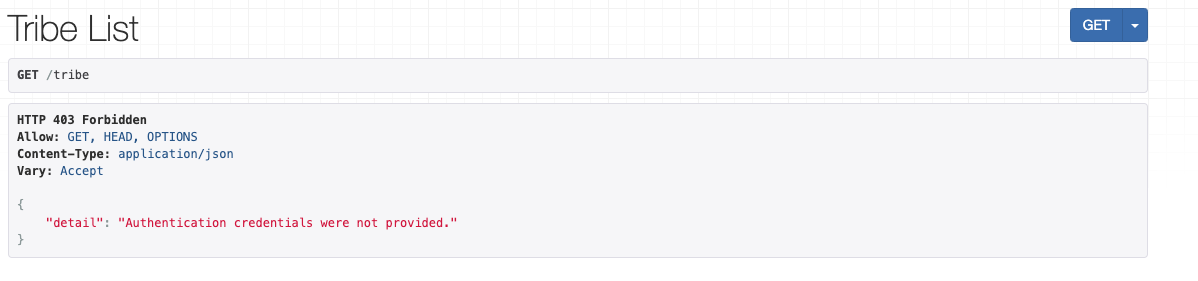 Tribe List
GET
GET /tribe
HTTP 403 Forbidden
Allow: GET, HEAD, OPTIONS
Content-Type: application/json
Vary: Accept
{
    "detail": "Authentication credentials were not provided."
}